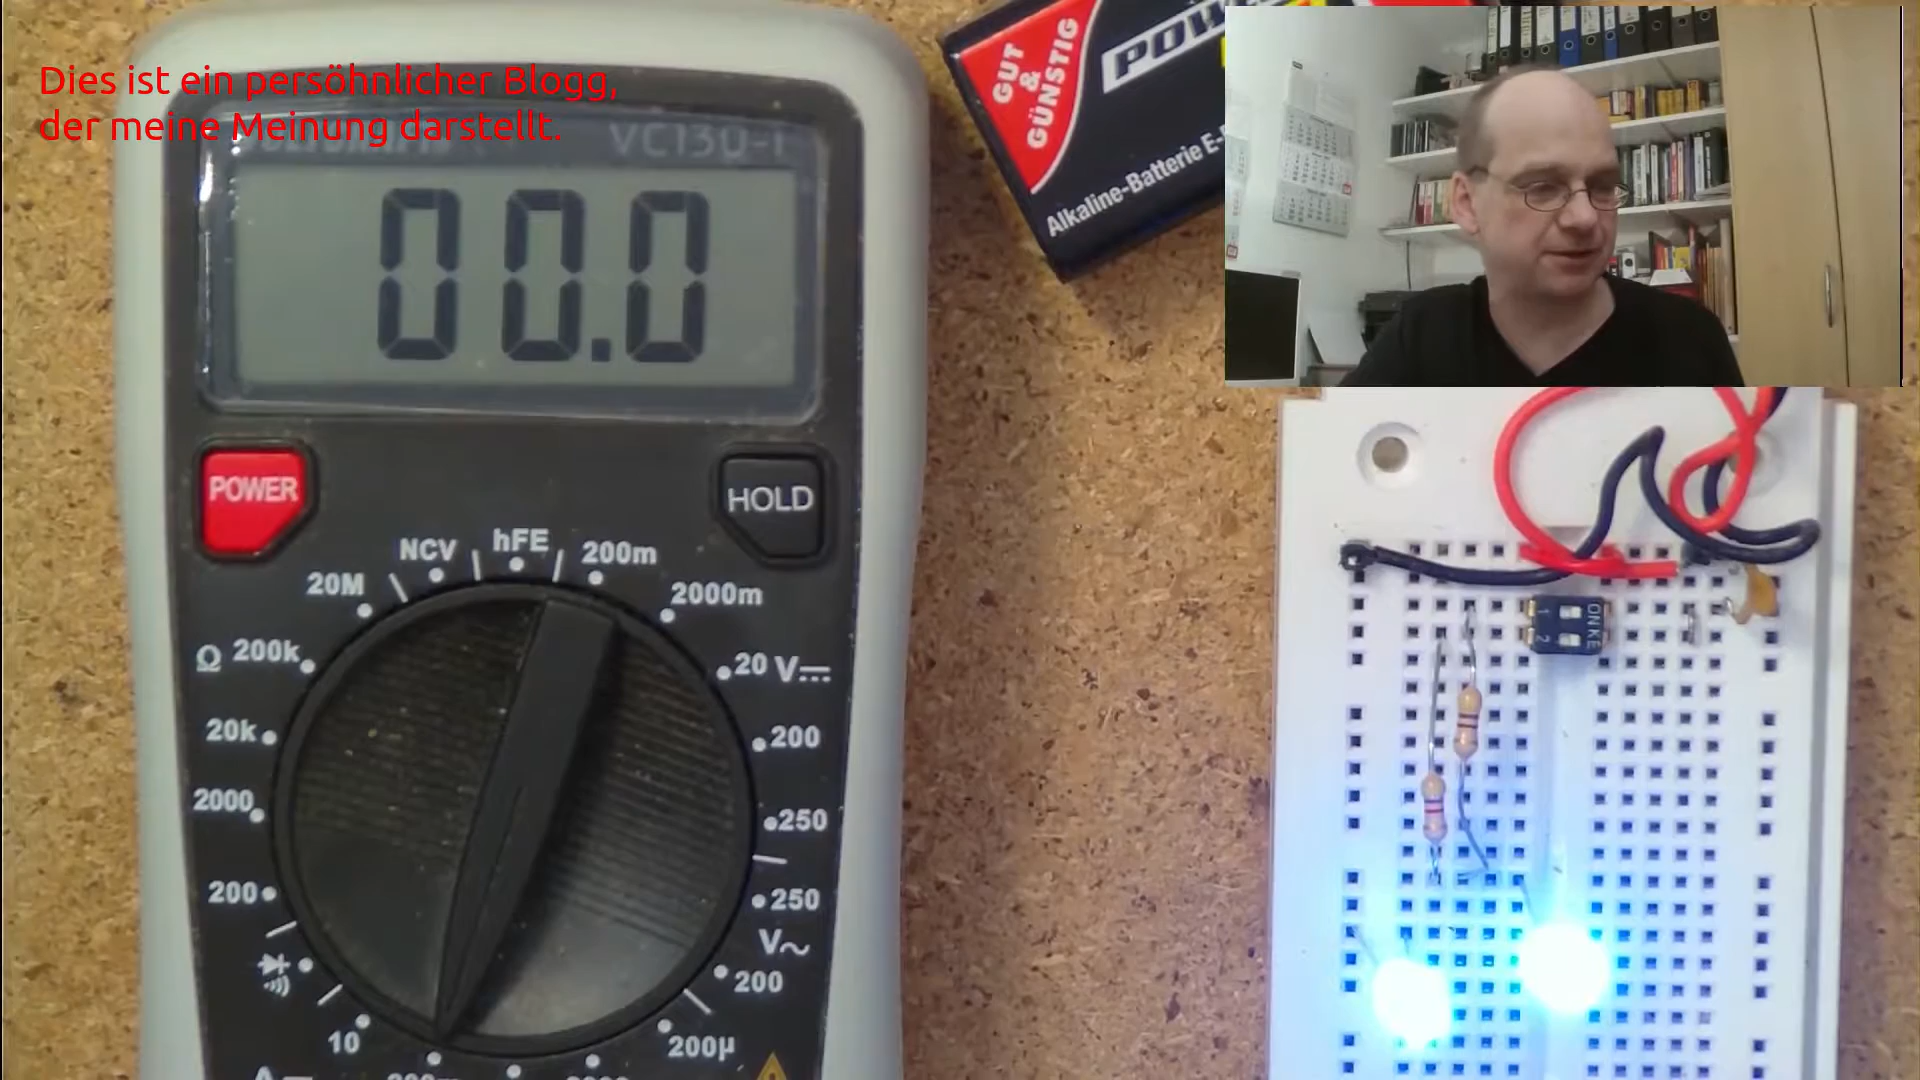 Dies ist ein persöhnlicher Blogg,
der meine Meinung darstellt.
VC130-1
00.0
GUT
&
GÜNSTIG
Alkaline-Batterie E-
POWER
HOLD
NCV
hFE
200m
20M
2000m
Ω 200k
20 V
20k
200
2000
250
200
250
V~
200
10
200µ
ON KE
1
2